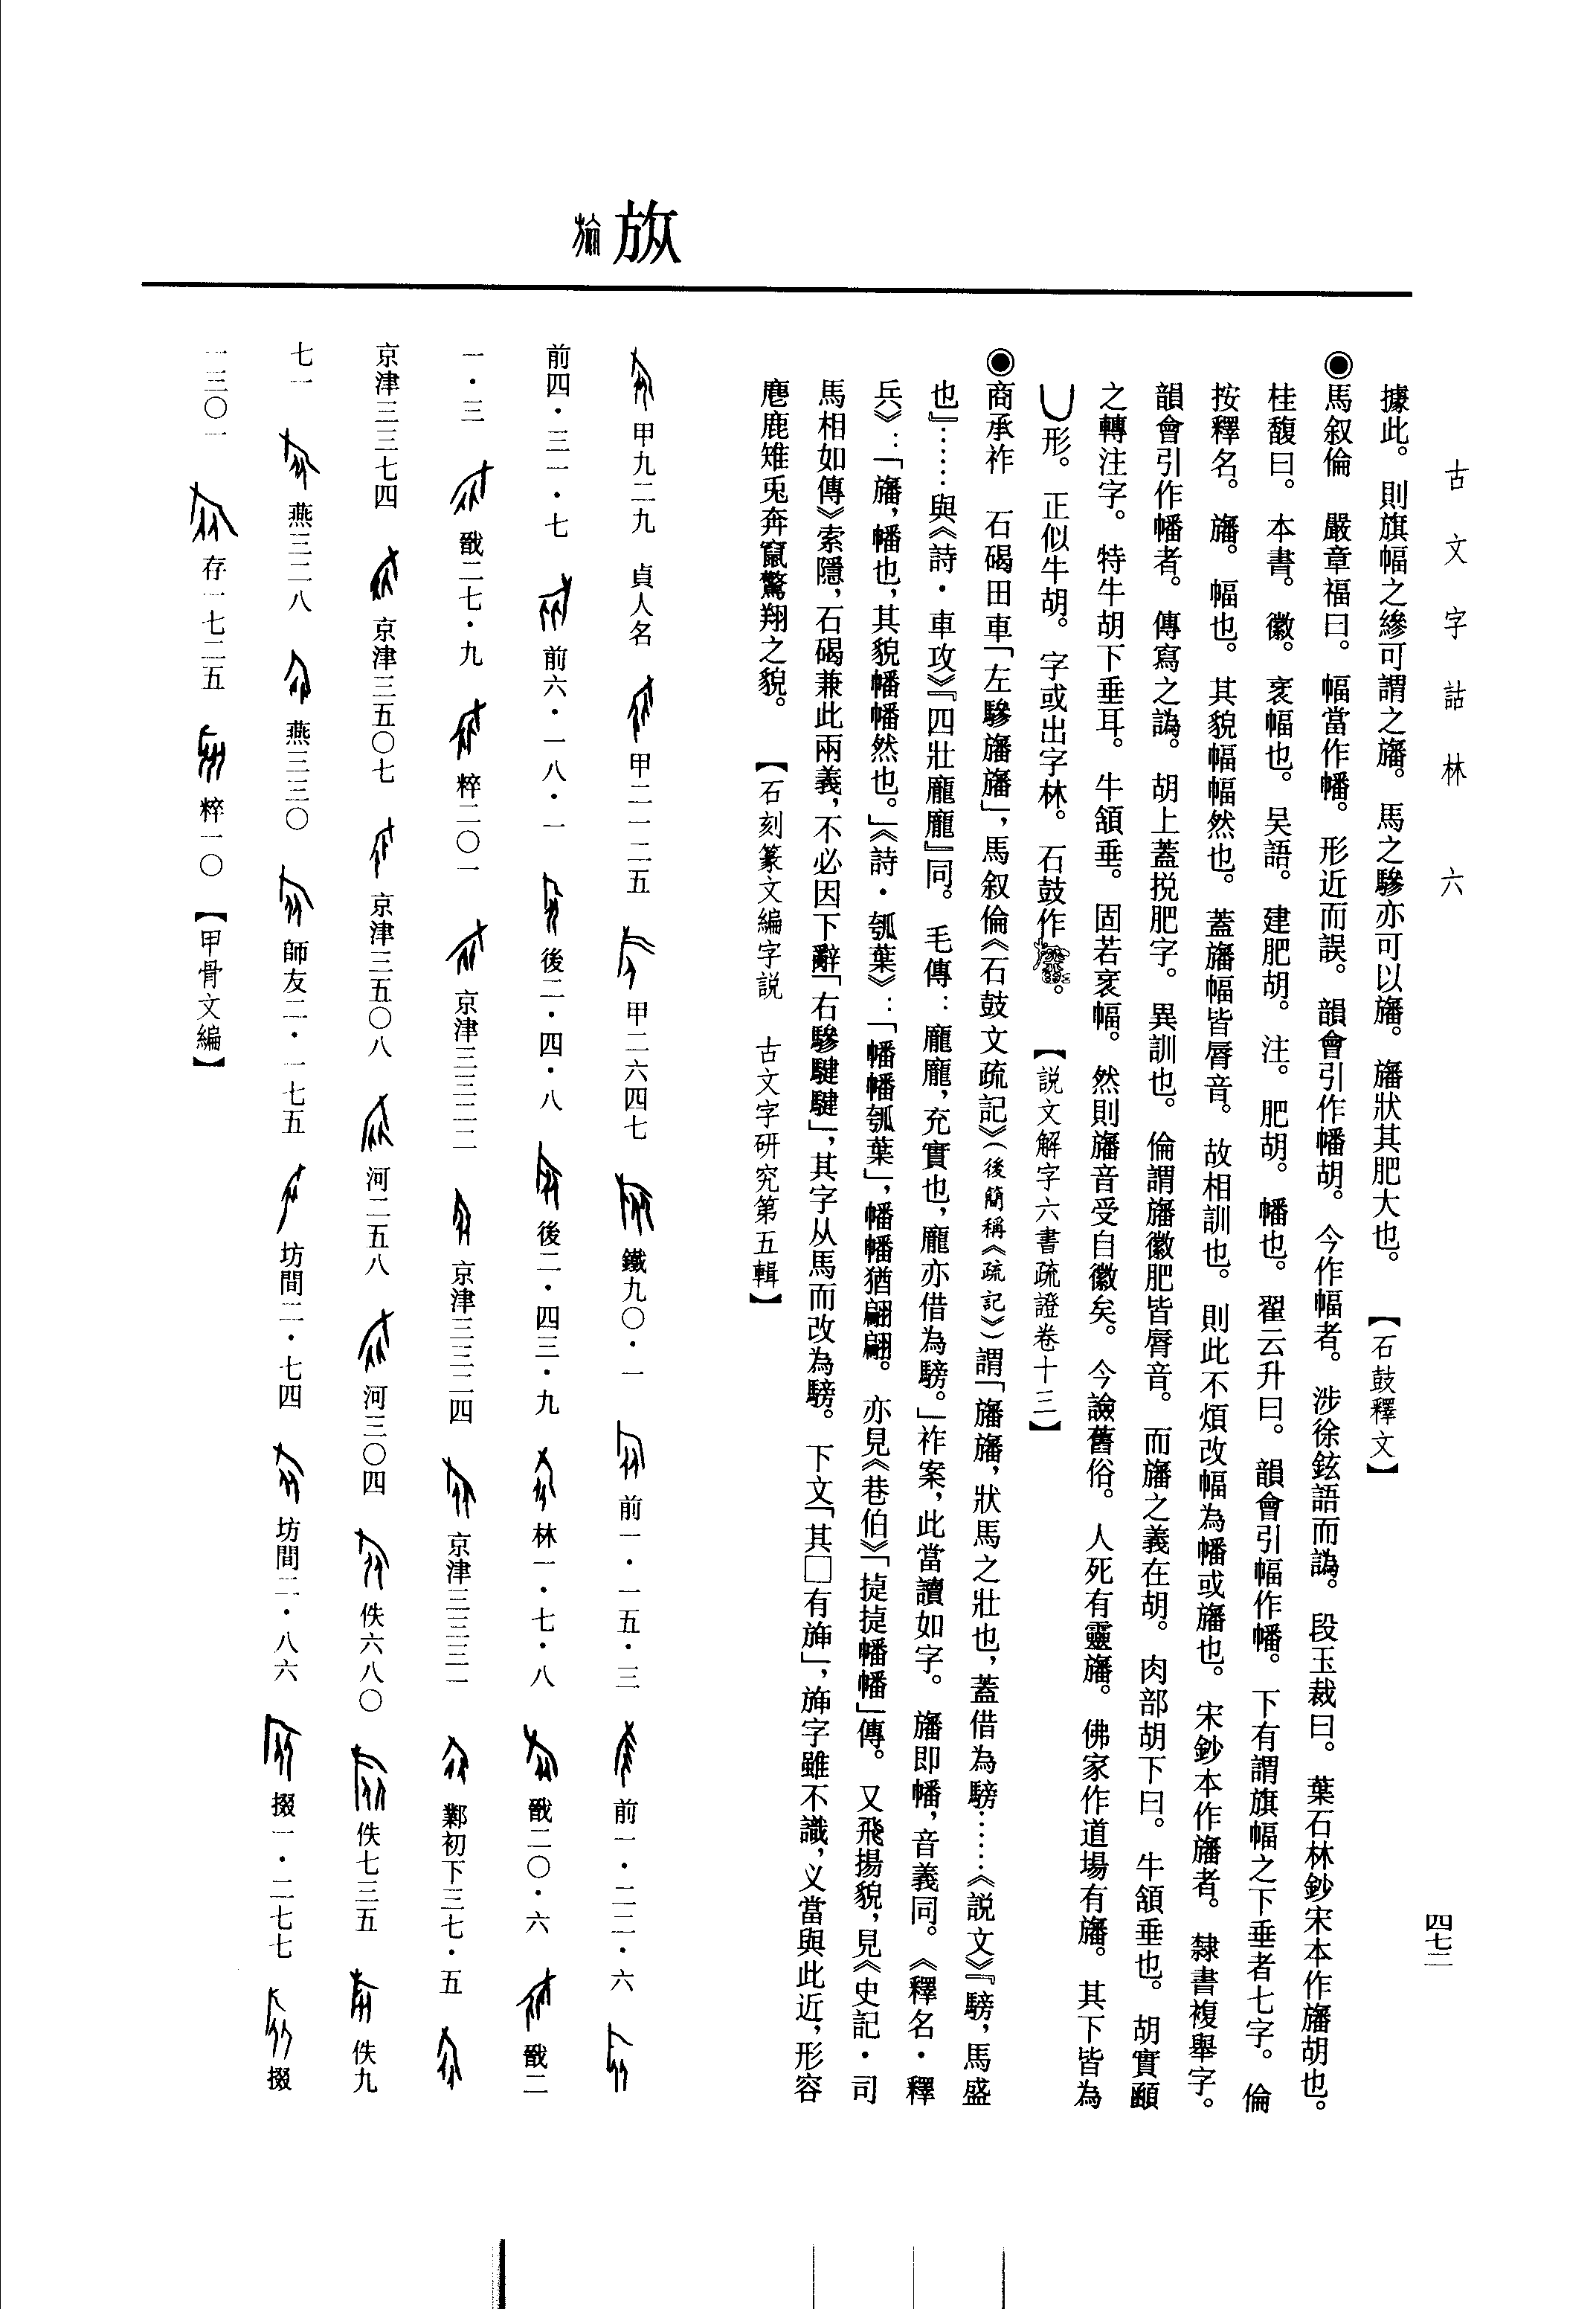 古文字詁林　六
四七二
㫃
據此。則旗幅之縿可謂之旛。馬之驂亦可以旛。旛狀其肥大也。【石鼓釋文】
◉馬叙倫　嚴章福曰。幅當作幡。形近而誤。韻會引作幡胡。今作幅者。涉徐鉉語而譌。段玉裁曰。葉石林鈔宋本作旛胡也。
桂馥曰。本書。徽。衺幅也。吴語。建肥胡。注。肥胡。幡也。翟云升曰。韻會引幅作幡。下有謂旗幅之下垂者七字。倫
按釋名。旛。幅也。其貌幅幅然也。蓋旛幅皆脣音。故相訓也。則此不煩改幅為幡或旛也。宋鈔本作旛者。隸書複舉字。
韻會引作幡者。傳寫之譌。胡上蓋捝肥字。異訓也。倫謂旛徽肥皆脣音。而旛之義在胡。肉部胡下曰。牛頷垂也。胡實頤
之轉注字。特牛胡下垂耳。牛頷垂。固若衺幅。然則旛音受自徽矣。今譣舊俗。人死有靈旛。佛家作道場有旛。其下皆為
形。正似牛胡。字或出字林。石鼓作。【説文解字六書疏證卷十三】
◉商承祚　石碣田車「左驂旛旛」，馬叙倫《石鼓文疏記》（後簡稱《疏記》）謂「旛旛，狀馬之壯也，蓋借為騯……《説文》『騯，馬盛
也』……與《詩·車攻》『四壯龐龐』同。毛傳：龐龐，充實也，龐亦借為騯。」祚案，此當讀如字。旛即幡，音義同。《釋名·釋
兵》：「旛，幡也，其貌幡幡然也。」《詩·瓠葉》：「幡幡瓠葉」，幡幡猶翩翩。亦見《巷伯》「捷捷幡幡」傳。又飛揚貌，見《史記·司
馬相如傳》索隱，石碣兼此兩義，不必因下辭「右驂騝騝」，其字从馬而改為騯。下文「其□有旃」，字雖不識，义當與此近，形容
麀鹿雉兎奔竄驚翔之貌。【石刻篆文編字説　古文字研究第五輯】
甲九二九　貞人名　甲二一二五　甲二六四七　鐵九〇·一　前一·一五·三　前一·二二·六
前四·三一·七　前六·一八·一　後二·四·八　後二·四三·九　林一·七·八　戩二〇·六　戩二
一·三　戩二七·九　粹二〇一　京津三三二二　京津三三二四　京津三三三一　鄴初下三七·五
京津三三七四　京津三五〇七　京津三五〇八　河二五八　河三〇四　佚六八〇　佚七三五　佚九
七一　燕三二八　燕三三〇　師友二·一七五　坊間二·七四　坊間二·八六　掇一·二七七　掇
一三〇一　存一七二五　粹一〇　【甲骨文編】